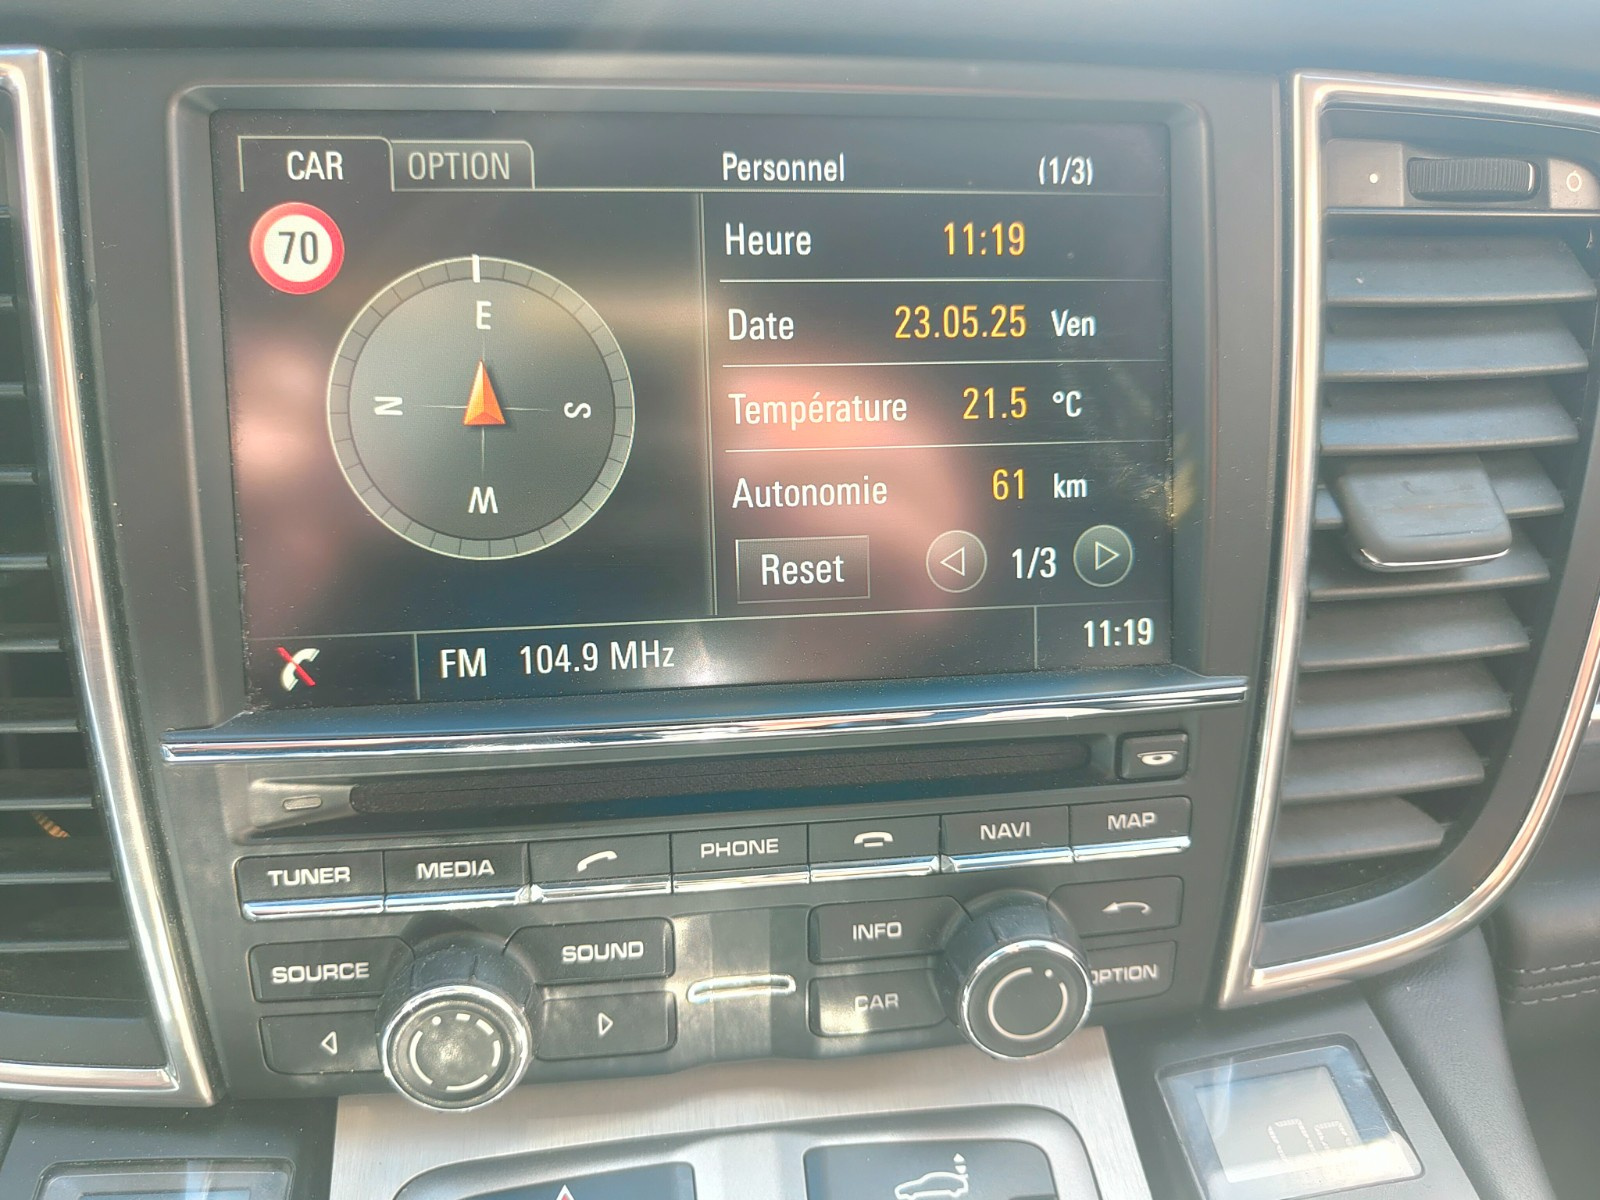 CAR OPTION Personnel (1/3)
70
Heure 11:19
Date 23.05.25 Ven
Température 21.5 °C
Autonomie 61 km
Reset 1/3
E
N S
W
FM 104.9 MHz 11:19
TUNER MEDIA PHONE NAVI MAP
SOURCE SOUND INFO
CAR OPTION